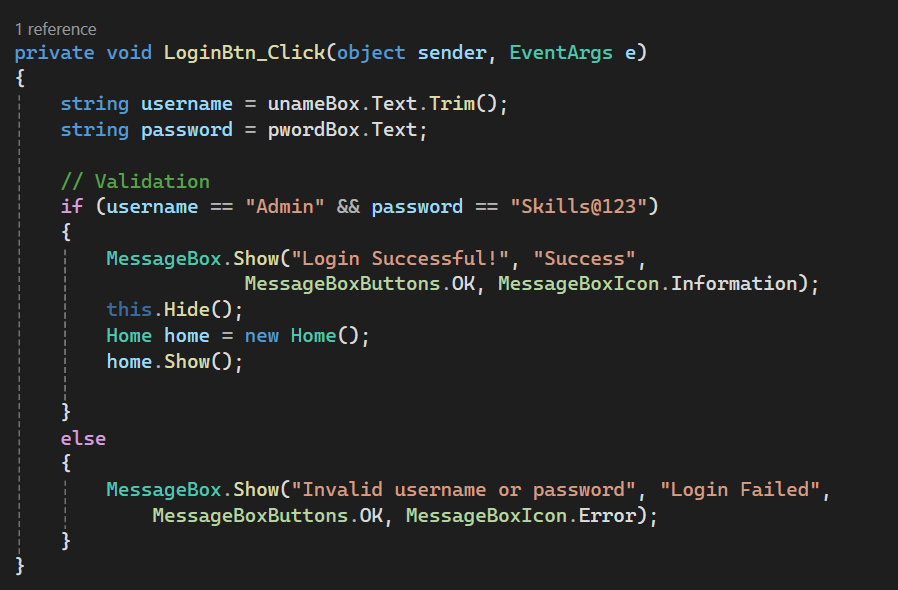 1 reference
private void LoginBtn_Click(object sender, EventArgs e)
{
    string username = unameBox.Text.Trim();
    string password = pwordBox.Text;

    // Validation
    if (username == "Admin" && password == "Skills@123")
    {
        MessageBox.Show("Login Successful!", "Success",
                    MessageBoxButtons.OK, MessageBoxIcon.Information);
        this.Hide();
        Home home = new Home();
        home.Show();

    }
    else
    {
        MessageBox.Show("Invalid username or password", "Login Failed",
            MessageBoxButtons.OK, MessageBoxIcon.Error);
    }
}